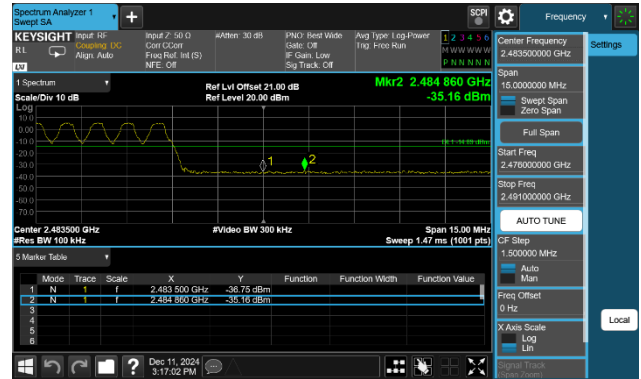 Spectrum Analyzer 1
Swept SA
SCPI
Frequency
KEYSIGHT
Input: RF
Coupling: DC
Align: Auto
R L
LXI
Input Z: 50 Ω
Corr CCorr
Freq Ref: Int (S)
NFE: Off
#Atten: 30 dB
PNO: Best Wide
Gate: Off
IF Gain: Low
Sig Track: Off
Avg Type: Log-Power
Trig: Free Run
1 2 3 4 5 6
M W W W W W
P N N N N N
1 Spectrum
Scale/Div 10 dB
Ref Lvl Offset 21.00 dB
Ref Level 20.00 dBm
Mkr2 2.484 860 GHz
-35.16 dBm
Log
10.0
0.00
-10.0
-20.0
-30.0
-40.0
-50.0
-60.0
-70.0
1
2
Center 2.483500 GHz
#Res BW 100 kHz
#Video BW 300 kHz
Span 15.00 MHz
Sweep 1.47 ms (1001 pts)
5 Marker Table
Mode Trace Scale X Y Function Function Width Function Value
1 N 1 f 2.483 500 GHz -36.75 dBm
2 N 1 f 2.484 860 GHz -35.16 dBm
3
4
5
6
Center Frequency
2.483500000 GHz
Settings
Span
15.0000000 MHz
Swept Span
Zero Span
Full Span
Start Freq
2.476000000 GHz
Stop Freq
2.491000000 GHz
AUTO TUNE
CF Step
1.500000 MHz
Auto
Man
Freq Offset
0 Hz
X Axis Scale
Log
Lin
Local
Signal Track
(Span Zoom)
Dec 11, 2024
3:17:02 PM